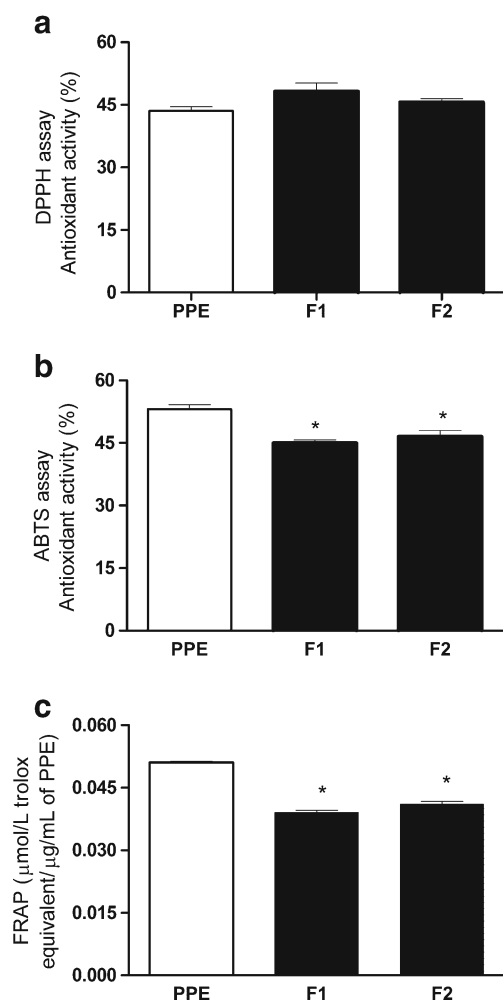 a
DPPH assay
Antioxidant activity (%)
60
45
30
15
0
PPE F1 F2
b
ABTS assay
Antioxidant activity (%)
60
45
30
15
0
* *
PPE F1 F2
c
FRAP (μmol/L trolox
equivalent/μg/mL of PPE)
0.060
0.045
0.030
0.015
0.000
* *
PPE F1 F2